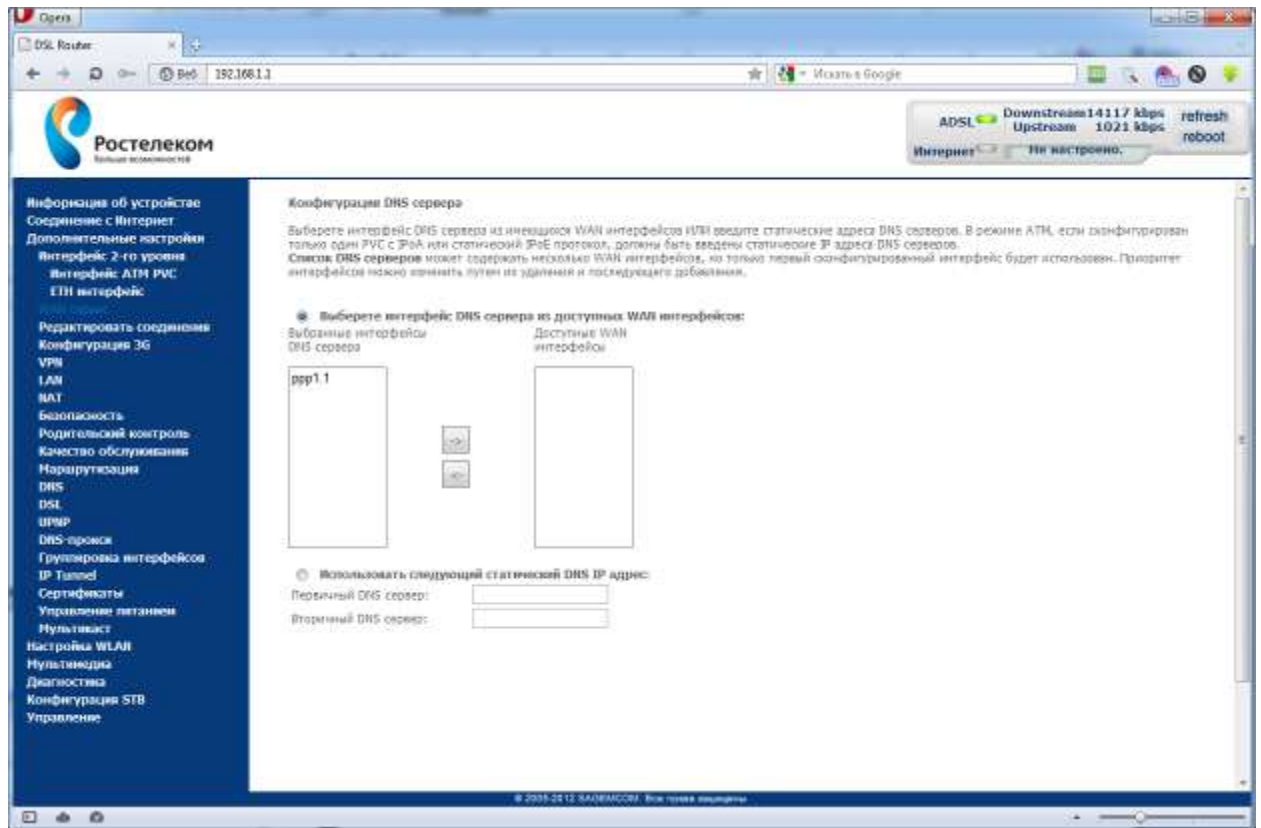 Opera
DSL Router
Веб
192.168.1.1
Искать в Google
Ростелеком
Больше возможностей
ADSL
Downstream 14117 kbps
Upstream 1021 kbps
refresh
reboot
Интернет
Не настроено.
Информация об устройстве
Соединение с Интернет
Дополнительные настройки
Интерфейс 2-го уровня
Интерфейс ATM PVC
ETH интерфейс
Редактировать соединения
Конфигурация 3G
VPN
LAN
NAT
Безопасность
Родительский контроль
Качество обслуживания
Маршрутизация
DNS
DSL
UPNP
DNS-прокси
Группировка интерфейсов
IP Tunnel
Сертификаты
Управление питанием
Мультикаст
Настройка WLAN
Мультимедиа
Диагностика
Конфигурация STB
Управление
Конфигурация DNS сервера
Выберете интерфейс DNS сервера из имеющихся WAN интерфейсов ИЛИ введите статические адреса DNS серверов. В режиме ATM, если сконфигурирован
только один PVC с IPoA или статический IPoE протокол, должны быть введены статические IP адреса DNS серверов.
Список DNS серверов может содержать несколько WAN интерфейсов, но только первый сконфигурированный интерфейс будет использован. Приоритет
интерфейсов можно изменить путем их удаления и последующего добавления.
Выберете интерфейс DNS сервера из доступных WAN интерфейсов:
Выбранные интерфейсы
DNS сервера
Доступные WAN
интерфейсы
ppp1.1
->
<-
Использовать следующий статический DNS IP адрес:
Первичный DNS сервер:
Вторичный DNS сервер:
© 2005-2012 SAGEMCOM. Все права защищены